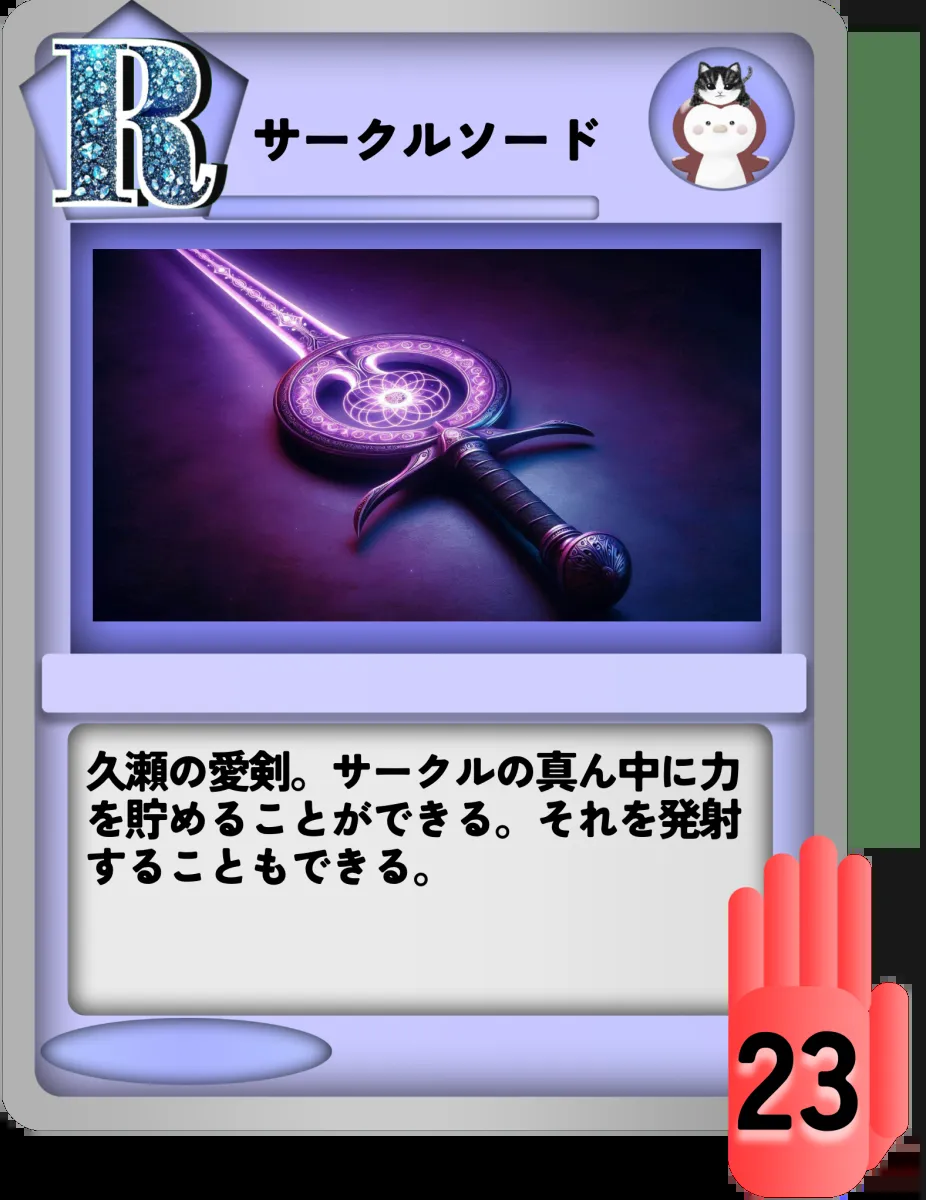 R
サークルソード
久瀬の愛剣。サークルの真ん中に力
を貯めることができる。それを発射
することもできる。
23